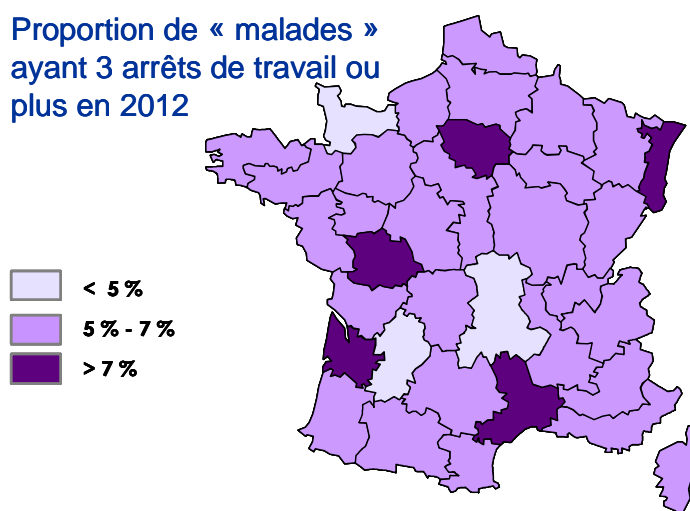 Proportion de « malades »
ayant 3 arrêts de travail ou
plus en 2012
< 5 %
5 % - 7 %
> 7 %